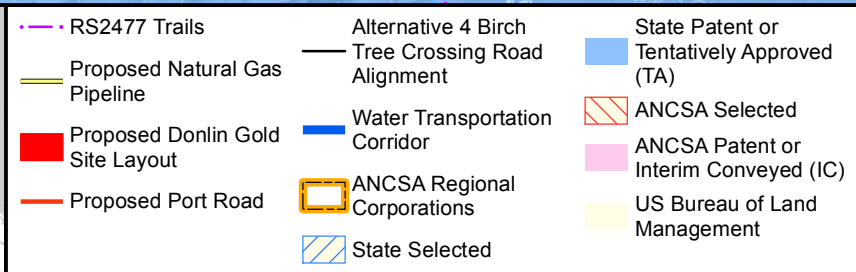 RS2477 Trails
Proposed Natural Gas
Pipeline
Proposed Donlin Gold
Site Layout
Proposed Port Road
Alternative 4 Birch
Tree Crossing Road
Alignment
Water Transportation
Corridor
ANCSA Regional
Corporations
State Selected
State Patent or
Tentatively Approved
(TA)
ANCSA Selected
ANCSA Patent or
Interim Conveyed (IC)
US Bureau of Land
Management